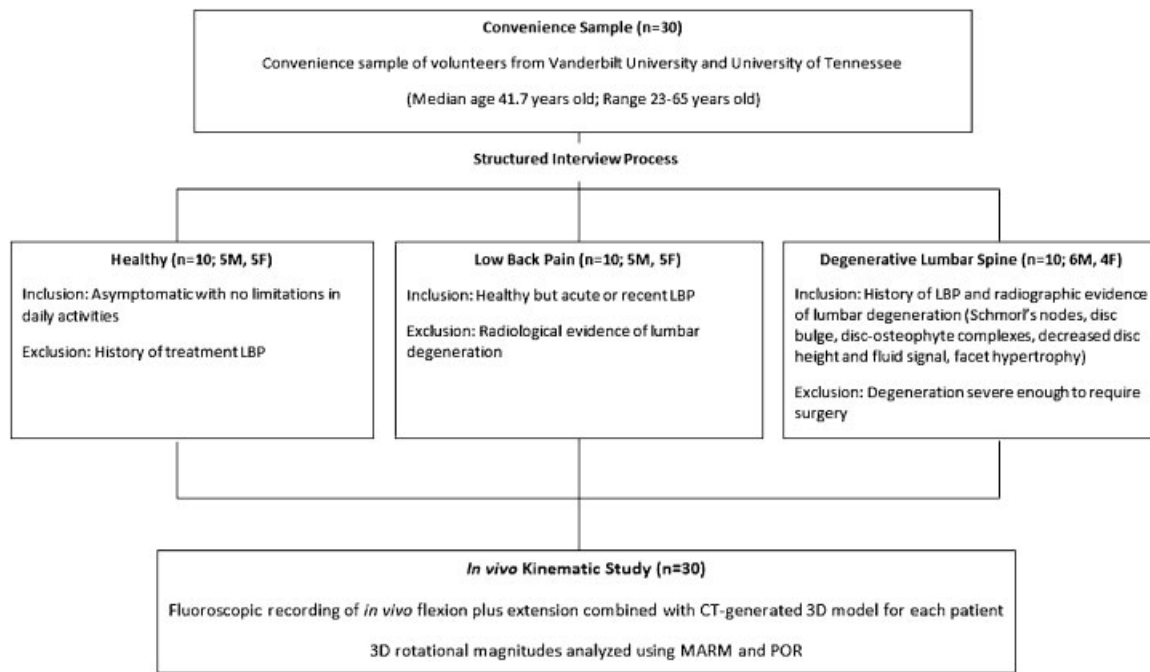 Convenience Sample (n=30)
Convenience sample of volunteers from Vanderbilt University and University of Tennessee
(Median age 41.7 years old; Range 23-65 years old)
Structured Interview Process
Healthy (n=10; 5M, 5F)
Inclusion: Asymptomatic with no limitations in
daily activities
Exclusion: History of treatment LBP
Low Back Pain (n=10; 5M, 5F)
Inclusion: Healthy but acute or recent LBP
Exclusion: Radiological evidence of lumbar
degeneration
Degenerative Lumbar Spine (n=10; 6M, 4F)
Inclusion: History of LBP and radiographic evidence
of lumbar degeneration (Schmorl's nodes, disc
bulge, disc-osteophyte complexes, decreased disc
height and fluid signal, facet hypertrophy)
Exclusion: Degeneration severe enough to require
surgery
In vivo Kinematic Study (n=30)
Fluoroscopic recording of in vivo flexion plus extension combined with CT-generated 3D model for each patient
3D rotational magnitudes analyzed using MARM and POR